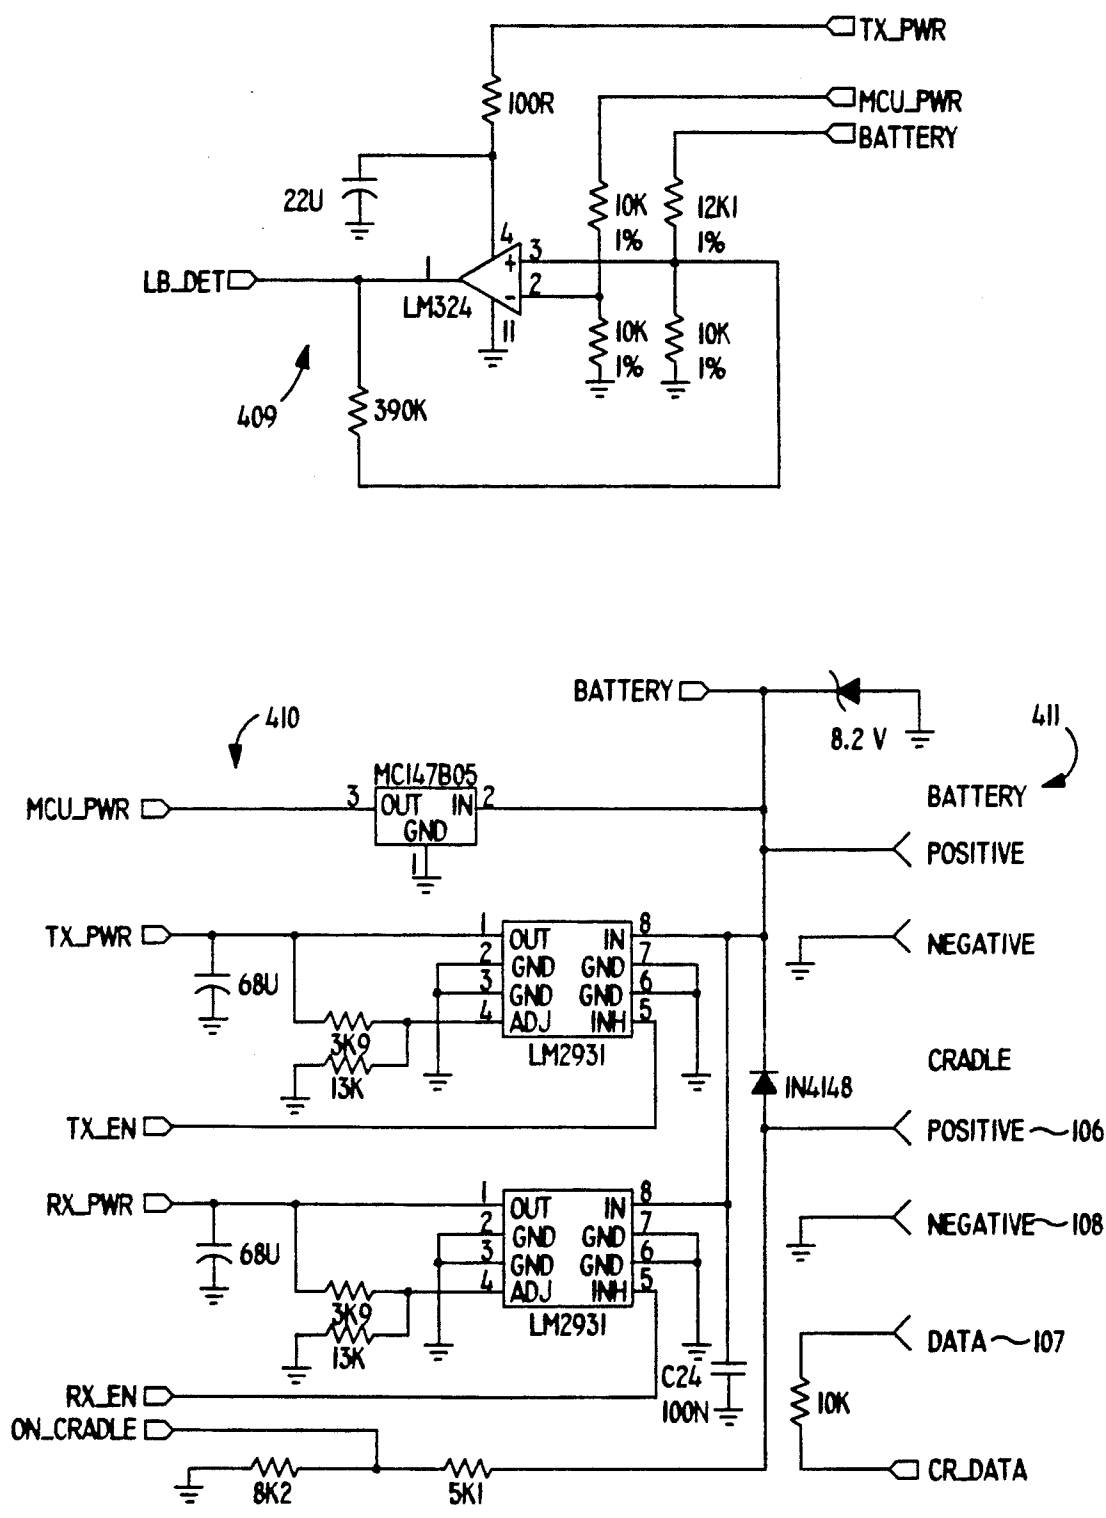 TX_PWR
100R
MCU_PWR
BATTERY
22U
10K
1%
12K1
1%
4
3
+
1
LB_DET
2
-
LM324
11
10K
1%
10K
1%
409
390K
BATTERY
8.2 V
411
410
MC147B05
BATTERY
MCU_PWR
3
OUT IN
2
GND
1
POSITIVE
TX_PWR
1
OUT IN
8
2
GND GND
7
NEGATIVE
68U
3
GND GND
6
4
ADJ INH
5
3K9
LM2931
13K
CRADLE
1N4148
TX_EN
POSITIVE 106
RX_PWR
1
OUT IN
8
2
GND GND
7
NEGATIVE 108
68U
3
GND GND
6
4
ADJ INH
5
3K9
LM2931
13K
DATA 107
C24
100N
RX_EN
10K
ON_CRADLE
8K2
5K1
CR_DATA